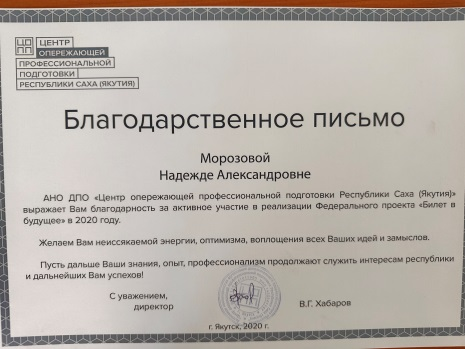 ЦОПП
ЦЕНТР
ОПЕРЕЖАЮЩЕЙ
ПРОФЕССИОНАЛЬНОЙ
ПОДГОТОВКИ
РЕСПУБЛИКИ САХА (ЯКУТИЯ)
Благодарственное письмо
Морозовой
Надежде Александровне
АНО ДПО «Центр опережающей профессиональной подготовки Республики Саха (Якутия)»
выражает Вам благодарность за активное участие в реализации Федерального проекта «Билет в
будущее» в 2020 году.
Желаем Вам неиссякаемой энергии, оптимизма, воплощения всех Ваших идей и замыслов.
Пусть дальше Ваши знания, опыт, профессионализм продолжают служить интересам республики
и дальнейших Вам успехов!
С уважением,
директор
В.Г. Хабаров
г. Якутск, 2020 г.